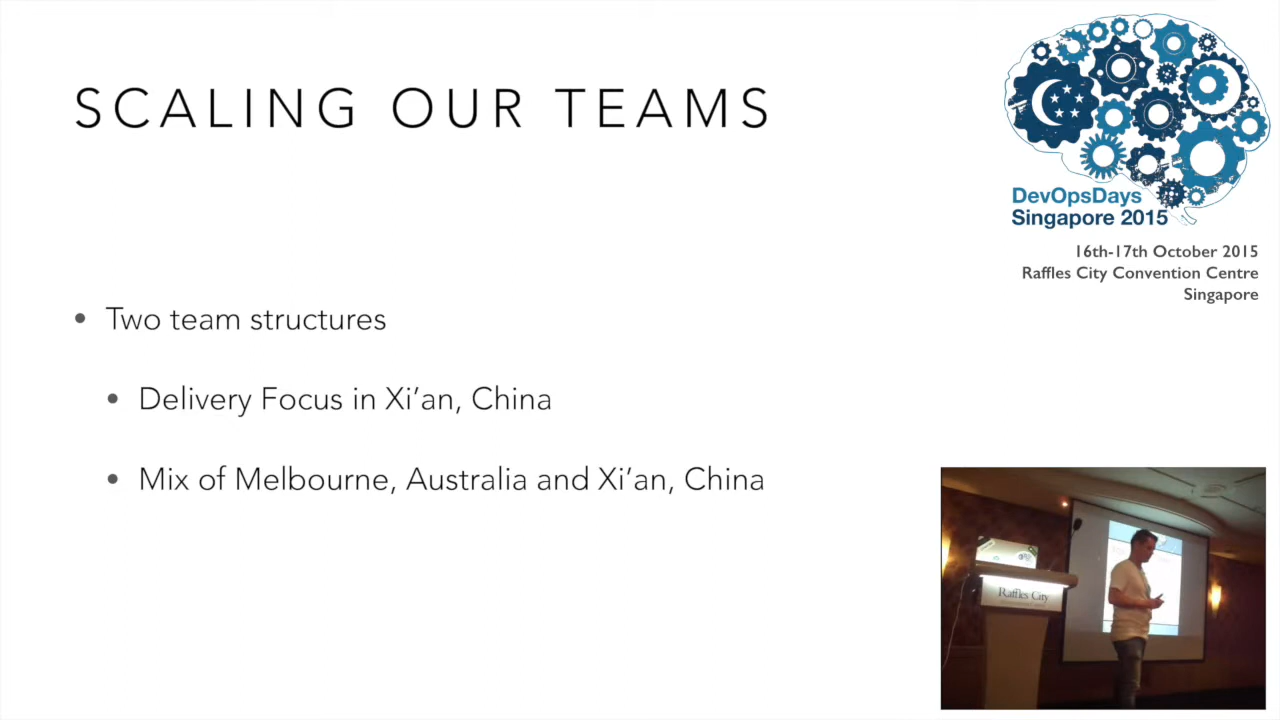 SCALING OUR TEAMS
DevOpsDays
Singapore 2015
16th-17th October 2015
Raffles City Convention Centre
Singapore
• Two team structures
• Delivery Focus in Xi’an, China
• Mix of Melbourne, Australia and Xi’an, China
Raffles City